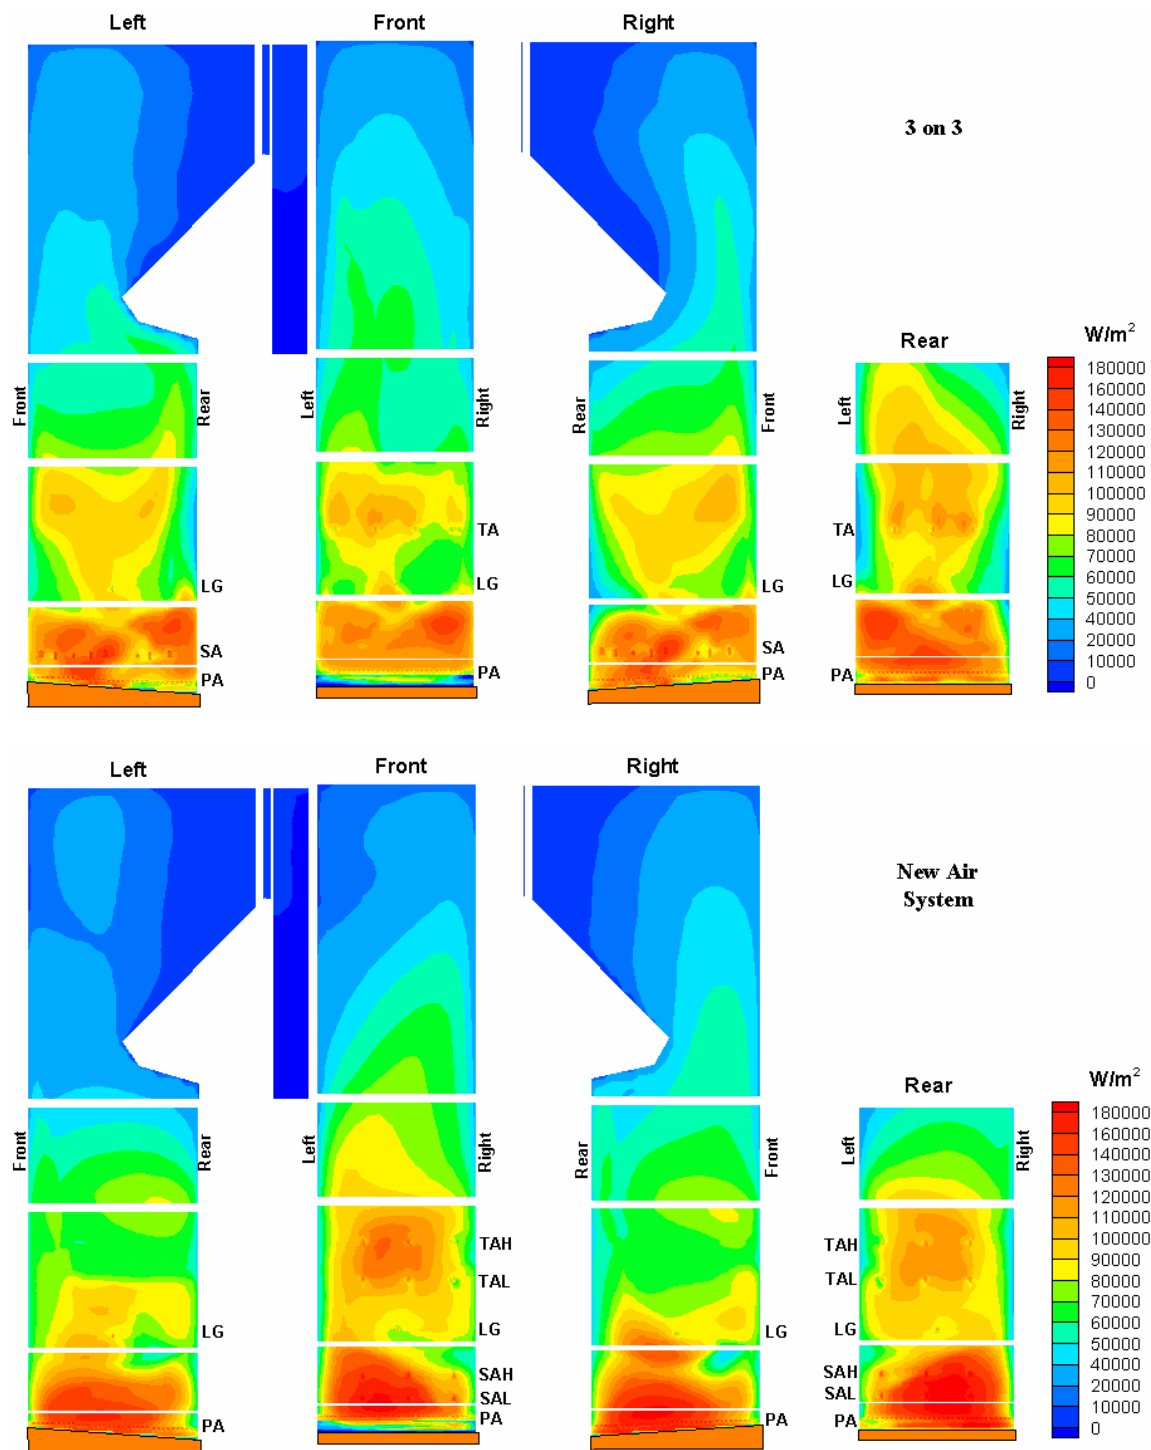 Left
Front
Right
3 on 3
Front
Rear
Left
Right
Rear
Front
Rear
Left
Right
W/m²
180000
160000
140000
130000
120000
110000
100000
90000
80000
70000
60000
50000
40000
30000
20000
10000
0
TA
TA
LG
LG
LG
LG
SA
SA
PA
PA
PA
PA
Left
Front
Right
New Air
System
Front
Rear
Left
Right
Rear
Front
Rear
Left
Right
W/m²
180000
160000
140000
130000
120000
110000
100000
90000
80000
70000
60000
50000
40000
30000
20000
10000
0
TAH
TAH
TAL
TAL
LG
LG
LG
LG
SAH
SAH
SAL
SAL
PA
PA
PA
PA